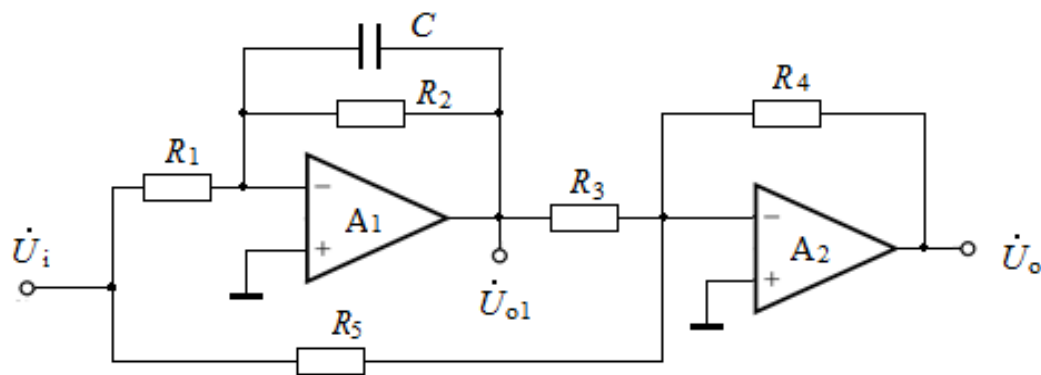 C
R2
R4
R1
R3
−
A1
+
−
A2
+
U̇i
U̇o1
U̇o
R5